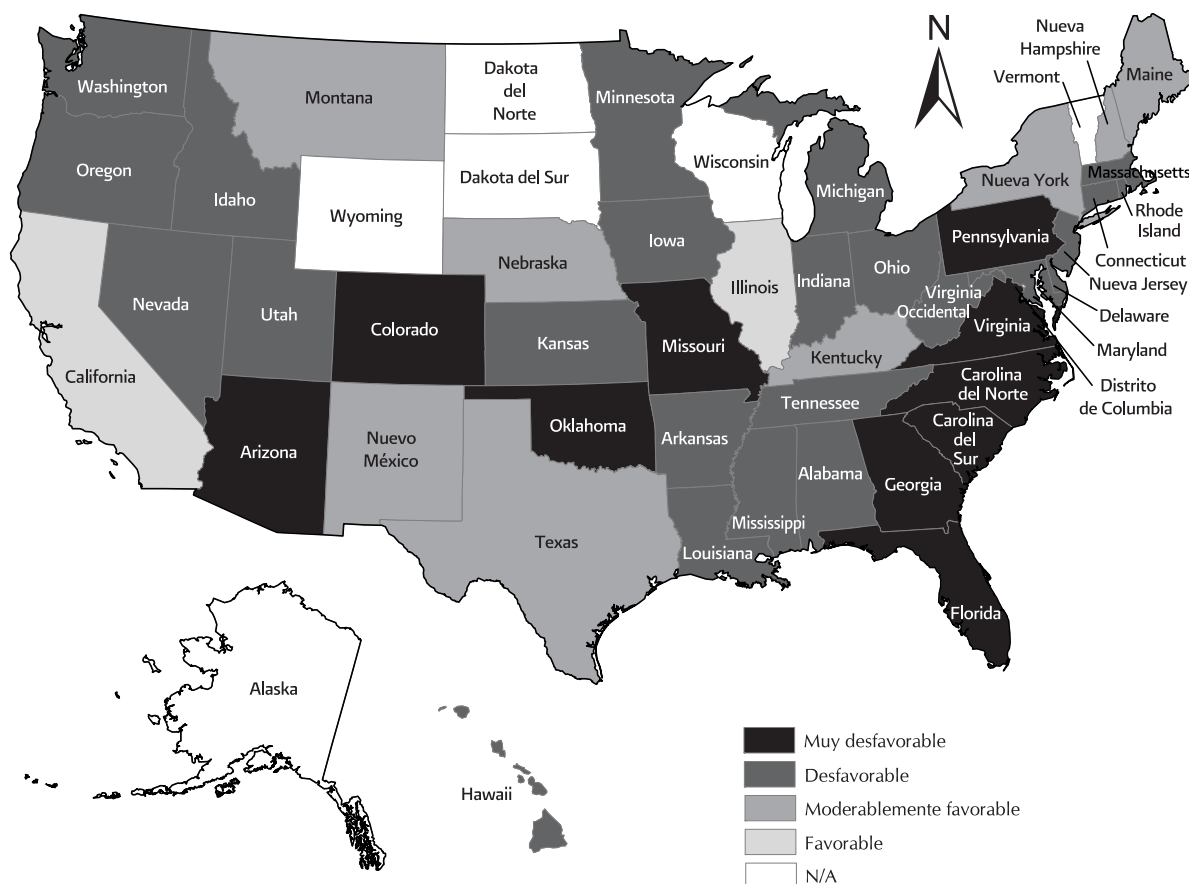 N
Nueva
Hampshire
Vermont
Maine
Washington
Montana
Dakota
del
Norte
Minnesota
Oregon
Idaho
Wyoming
Dakota del Sur
Wisconsin
Michigan
Nueva York
Massachusetts
Rhode
Island
Connecticut
Nueva Jersey
Delaware
Maryland
Distrito
de Columbia
Nevada
Utah
Colorado
Nebraska
Iowa
Kansas
Missouri
Illinois
Indiana
Ohio
Pennsylvania
Virginia
Occidental
Virginia
Kentucky
California
Arizona
Nuevo
México
Oklahoma
Arkansas
Tennessee
Carolina
del Norte
Carolina
del
Sur
Texas
Louisiana
Mississippi
Alabama
Georgia
Florida
Alaska
Hawaii
Muy desfavorable
Desfavorable
Moderablemente favorable
Favorable
N/A